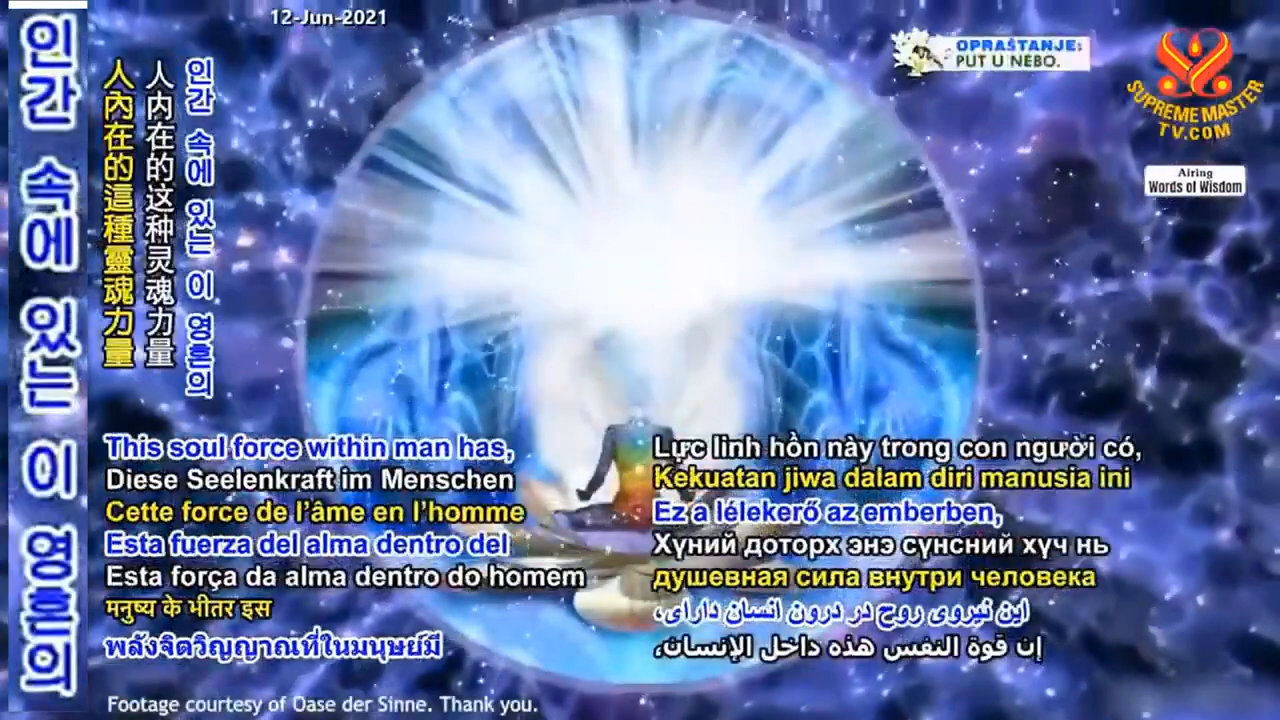 12-Jun-2021
OPRAŠTANJE:
PUT U NEBO.
SUPREME MASTER
TV.COM
Airing
Words of Wisdom
인간 속에 있는 이 영혼의
人內在的這種靈魂力量
人内在的这种灵魂力量
인간 속에 있는 이 영혼의
This soul force within man has,
Diese Seelenkraft im Menschen
Cette force de l’âme en l’homme
Esta fuerza del alma dentro del
Esta força da alma dentro do homem
मनुष्य के भीतर इस
พลังจิตวิญญาณที่ในมนุษย์มี
Lực linh hồn này trong con người có,
Kekuatan jiwa dalam diri manusia ini
Ez a lélekerő az emberben,
Хүний доторх энэ сүнсний хүч нь
душевная сила внутри человека
این نیروی روح در درون انسان دارای،
إن قوة النفس هذه داخل الإنسان،
Footage courtesy of Oase der Sinne. Thank you.